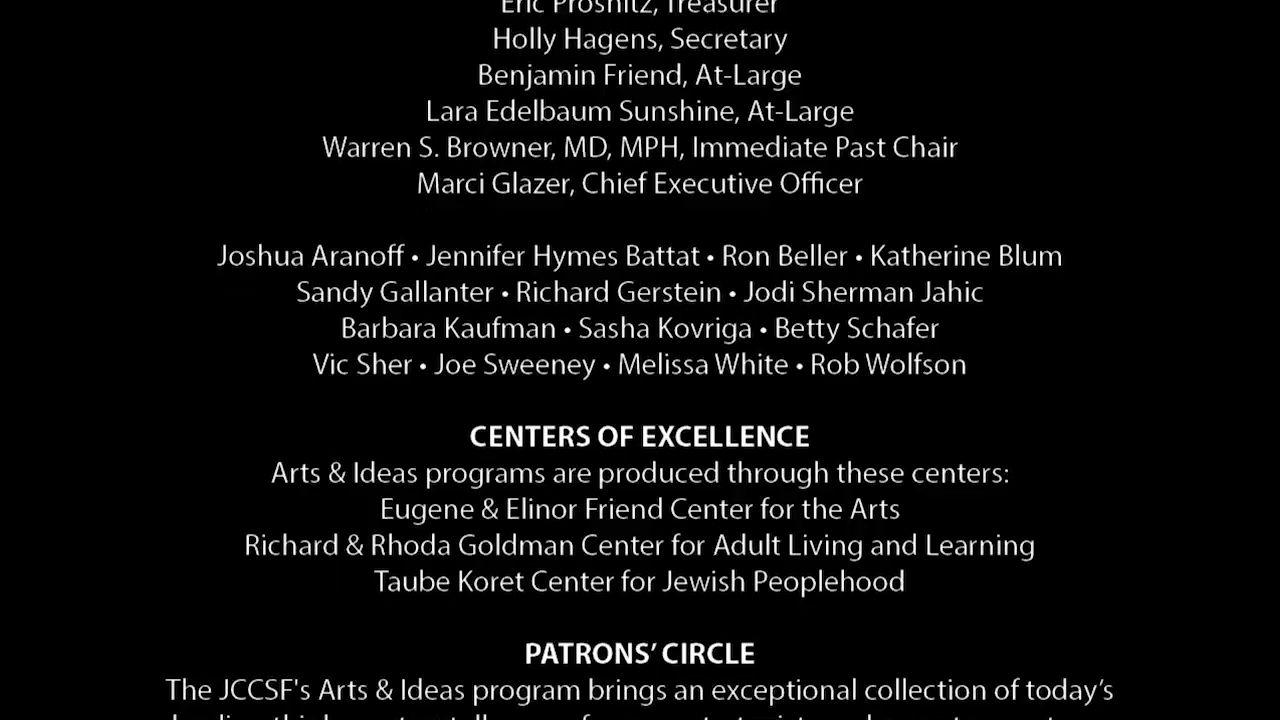 Eric Prosnitz, Treasurer
Holly Hagens, Secretary
Benjamin Friend, At-Large
Lara Edelbaum Sunshine, At-Large
Warren S. Browner, MD, MPH, Immediate Past Chair
Marci Glazer, Chief Executive Officer
Joshua Aranoff • Jennifer Hymes Battat • Ron Beller • Katherine Blum
Sandy Gallanter • Richard Gerstein • Jodi Sherman Jahic
Barbara Kaufman • Sasha Kovriga • Betty Schafer
Vic Sher • Joe Sweeney • Melissa White • Rob Wolfson
CENTERS OF EXCELLENCE
Arts & Ideas programs are produced through these centers:
Eugene & Elinor Friend Center for the Arts
Richard & Rhoda Goldman Center for Adult Living and Learning
Taube Koret Center for Jewish Peoplehood
PATRONS’ CIRCLE
The JCCSF's Arts & Ideas program brings an exceptional collection of today’s